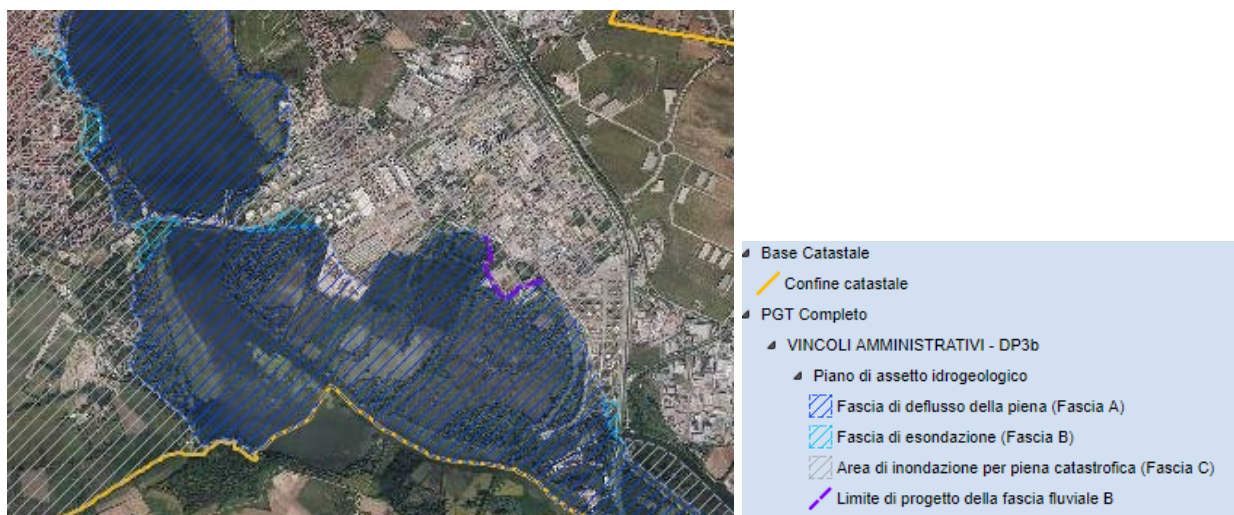 Base Catastale
Confine catastale
PGT Completo
VINCOLI AMMINISTRATIVI - DP3b
Piano di assetto idrogeologico
Fascia di deflusso della piena (Fascia A)
Fascia di esondazione (Fascia B)
Area di inondazione per piena catastrofica (Fascia C)
Limite di progetto della fascia fluviale B